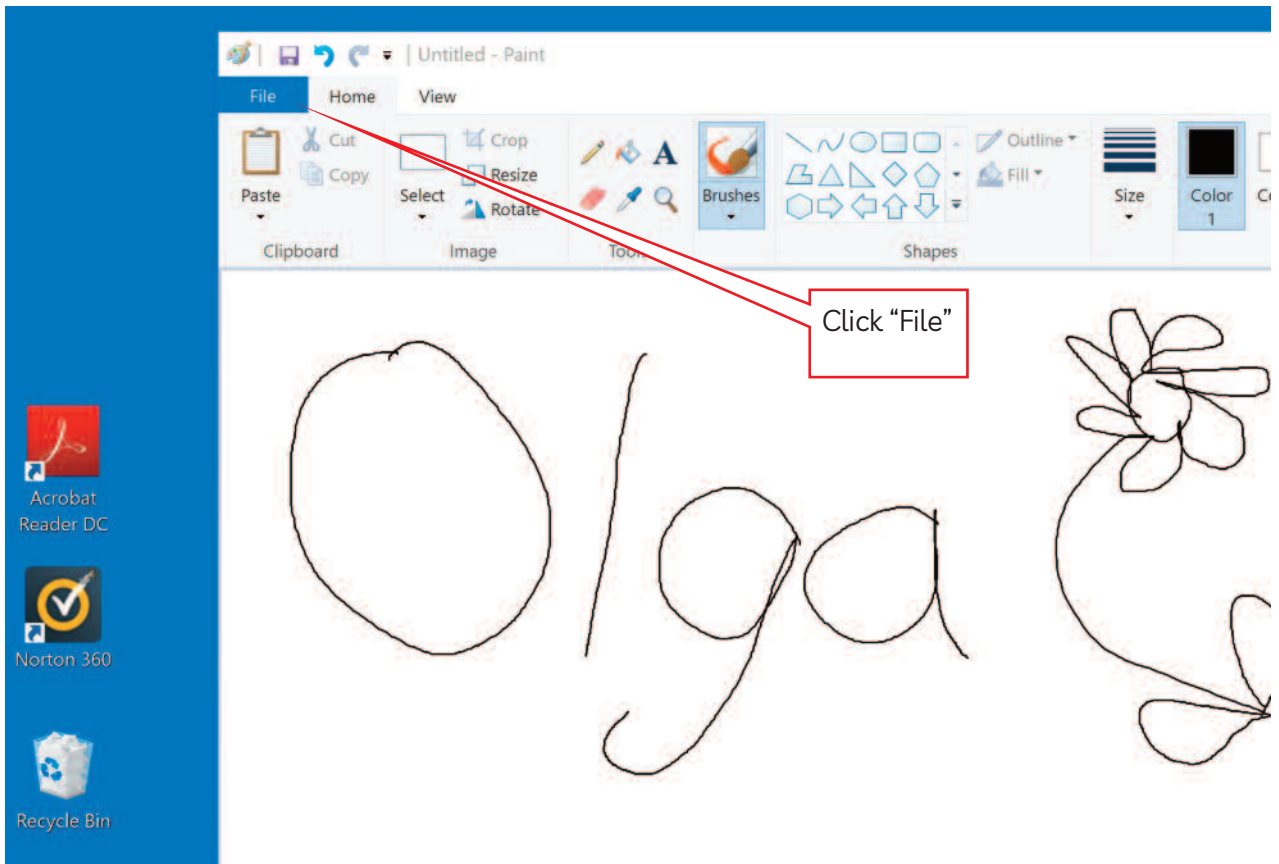 Untitled - Paint
File Home View
Cut Crop Outline
Copy Resize Fill
Paste Select Rotate Brushes Size Color
1
Clipboard Image Shapes
Click “File”
Olga
Acrobat
Reader DC
Norton 360
Recycle Bin